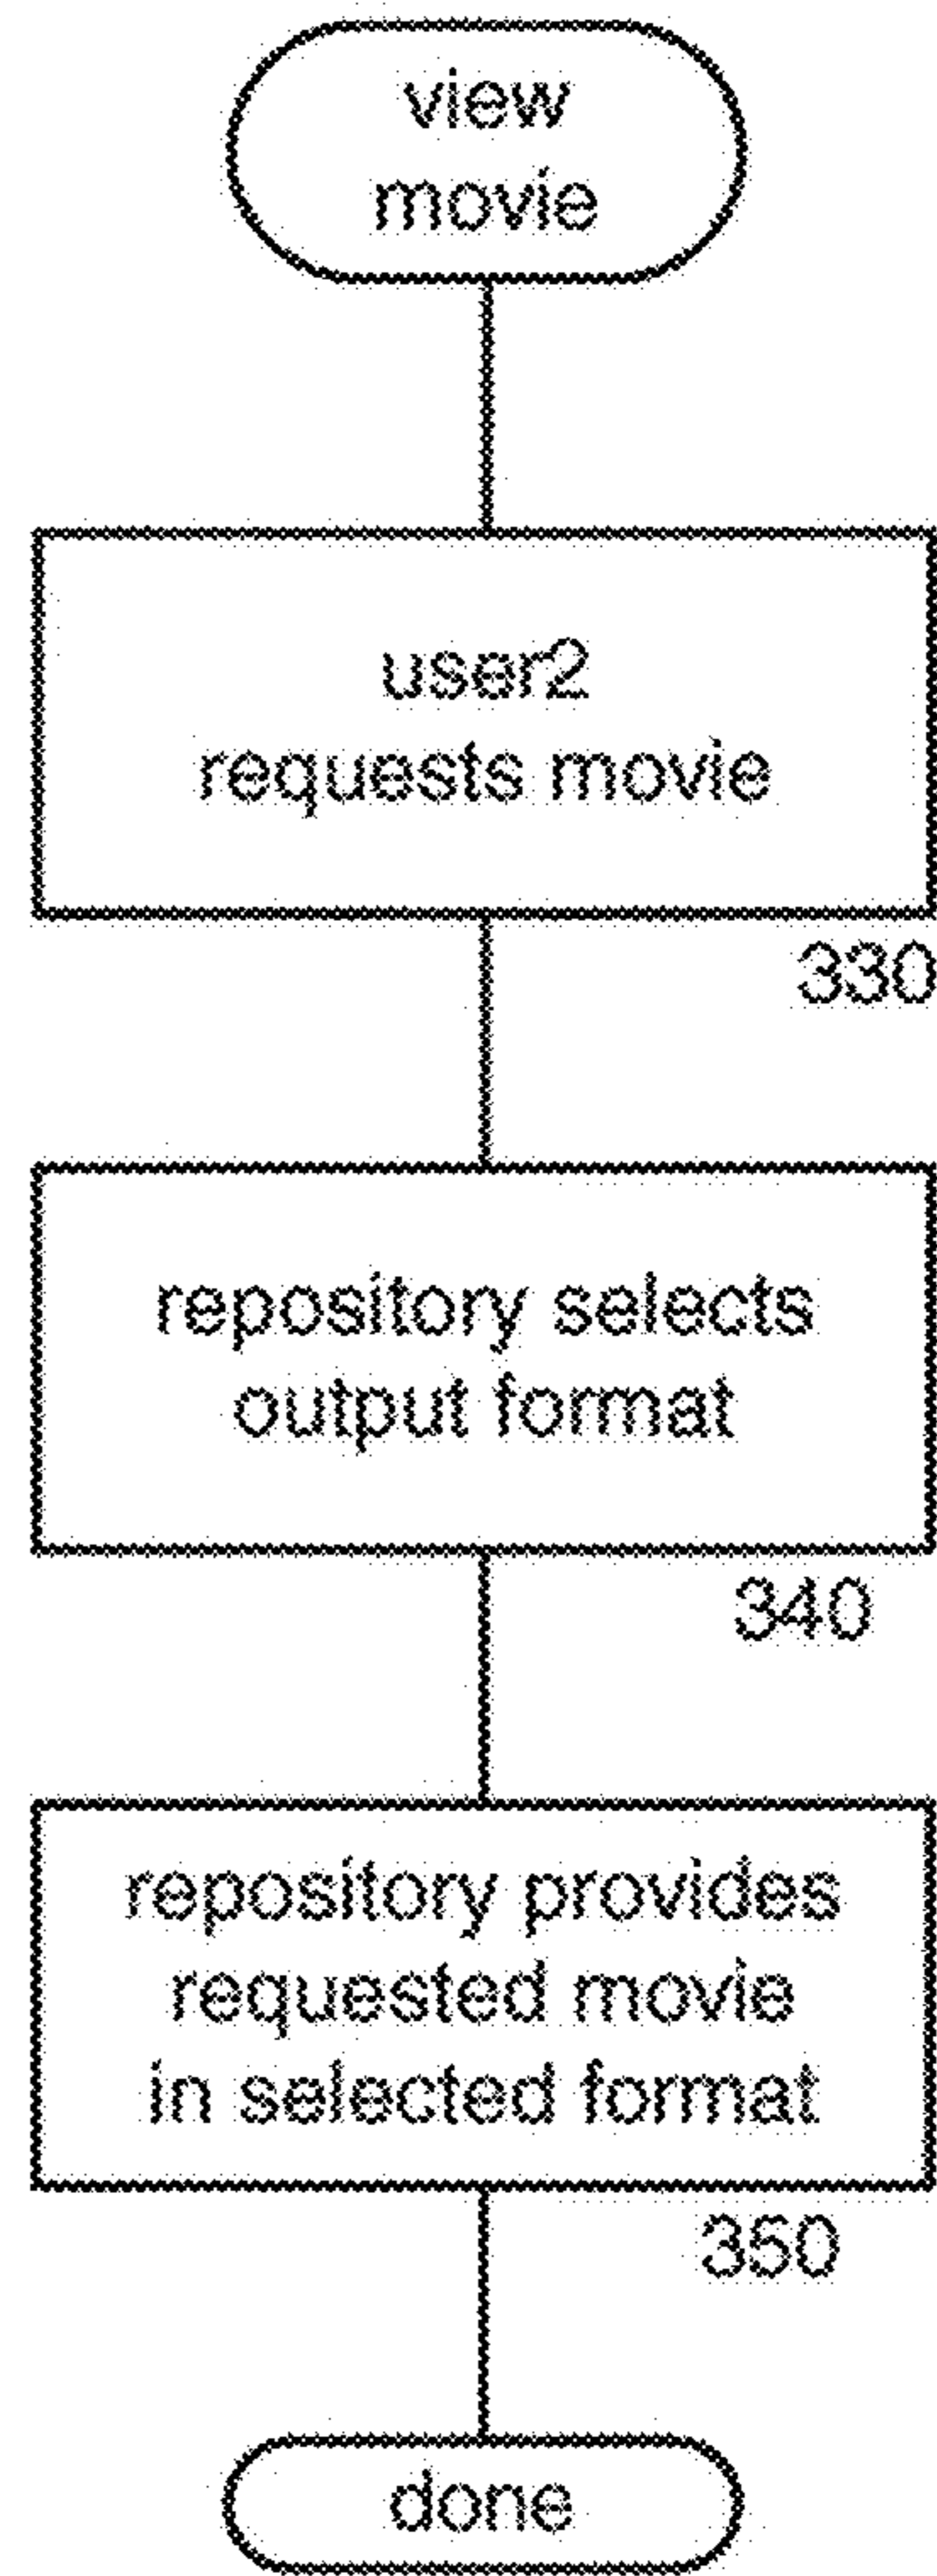 view
movie
user2
requests movie
330
repository selects
output format
340
repository provides
requested movie
in selected format
350
done